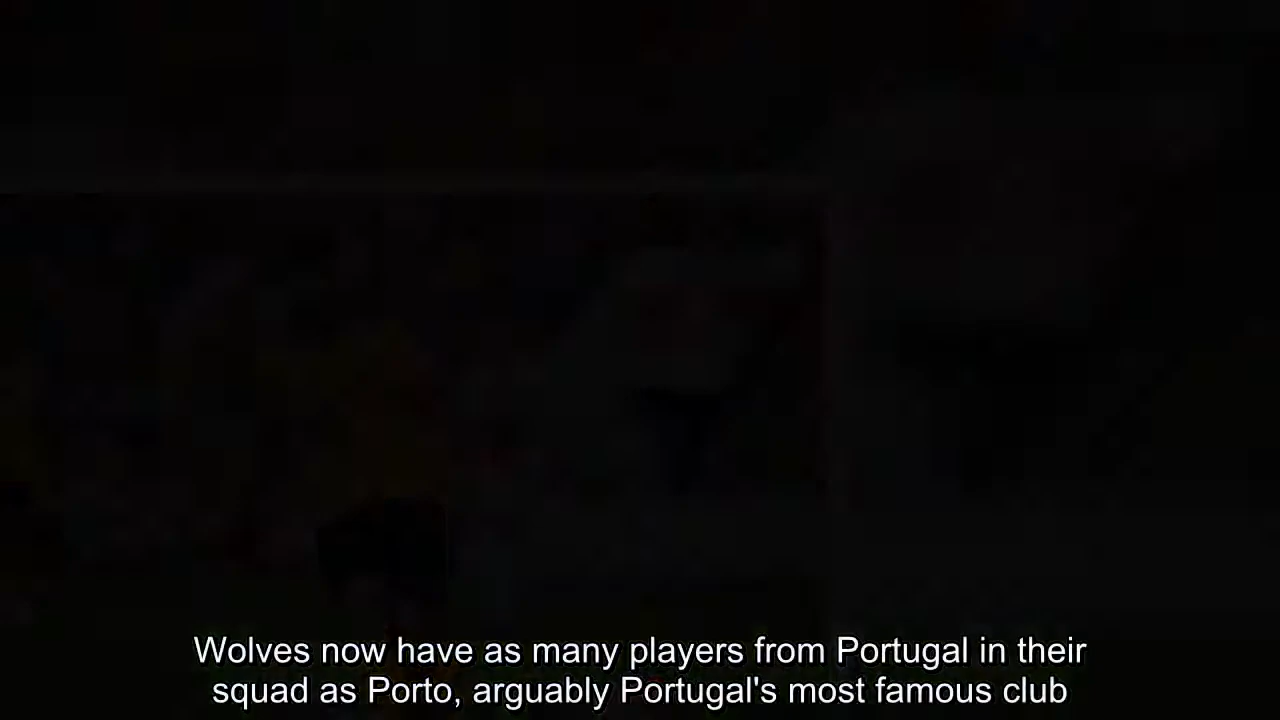 Wolves now have as many players from Portugal in their
squad as Porto, arguably Portugal's most famous club